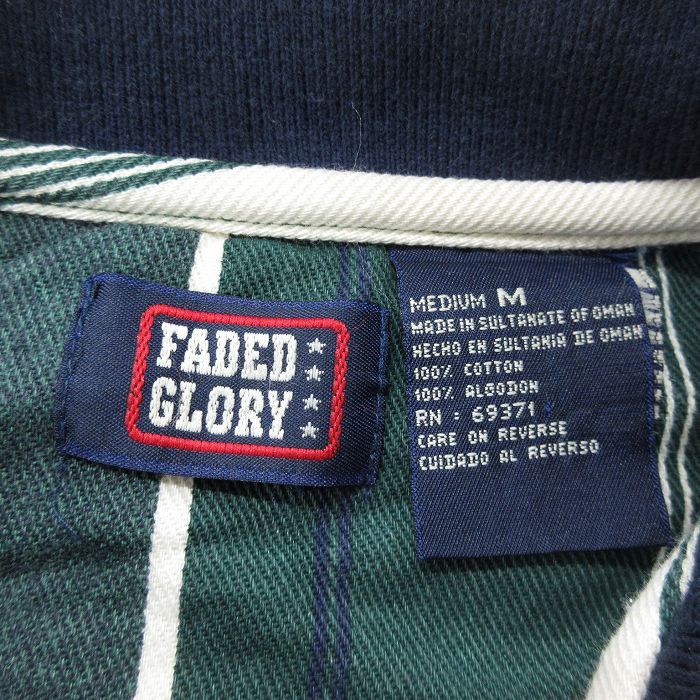 FADED
GLORY
MEDIUM M
MADE IN SULTANATE OF OMAN
HECHO EN SULTANIA DE OMAN
100% COTTON
100% ALGODON
RN : 69371
CARE ON REVERSE
CUIDADO AL REVERSO